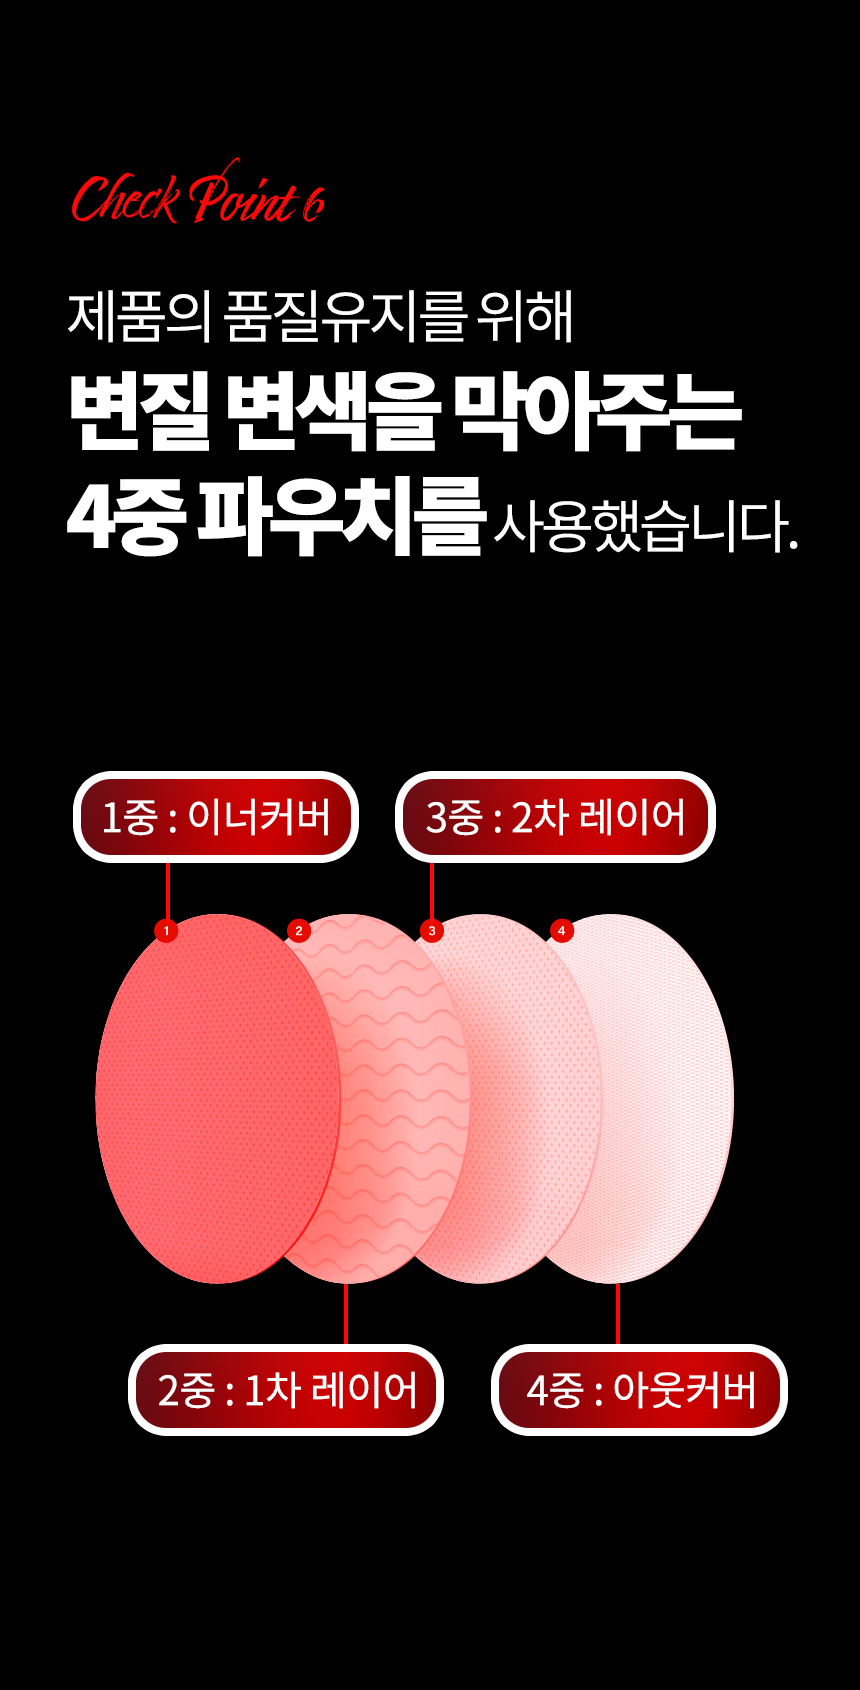 Check Point 6
제품의 품질유지를 위해
변질 변색을 막아주는
4중 파우치를 사용했습니다.
1중 : 이너커버
3중 : 2차 레이어
1
2
3
4
2중 : 1차 레이어
4중 : 아웃커버